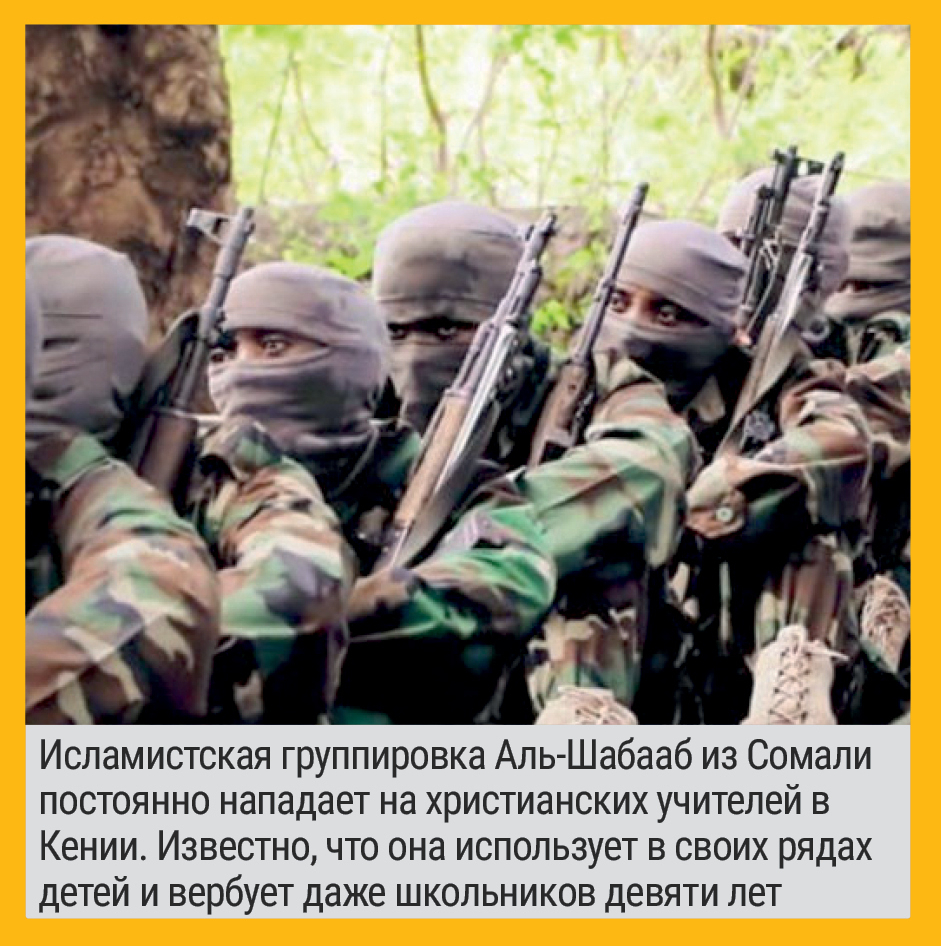 Исламистская группировка Аль-Шабааб из Сомали
постоянно нападает на христианских учителей в
Кении. Известно, что она использует в своих рядах
детей и вербует даже школьников девяти лет